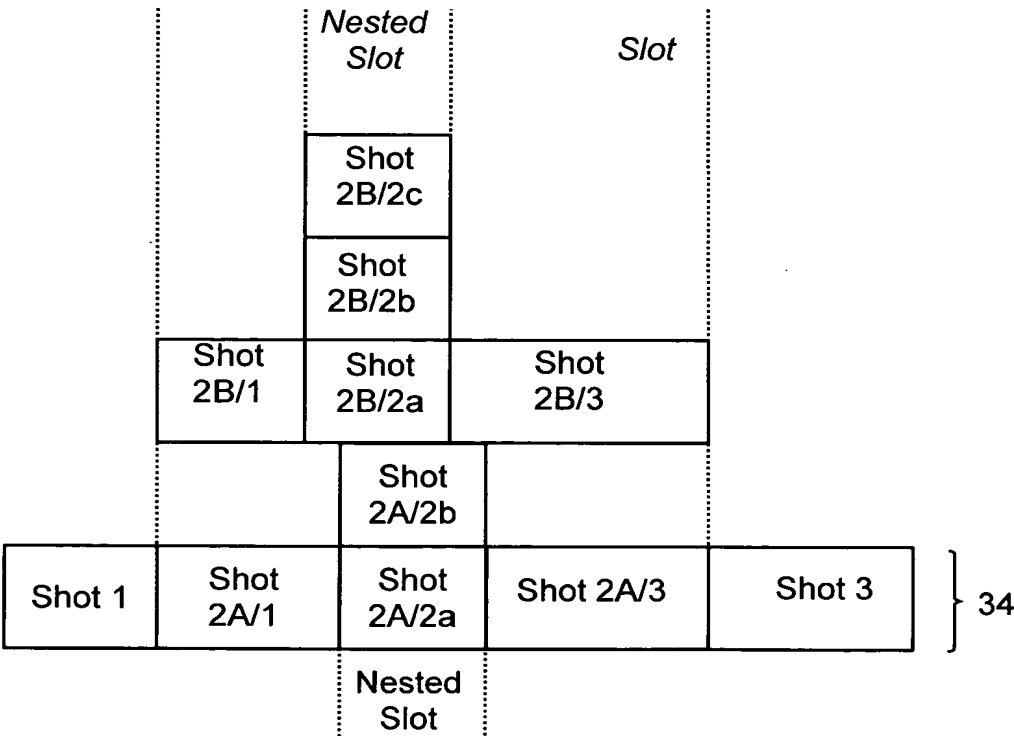 Nested
Slot
Slot
Shot
2B/2c
Shot
2B/2b
Shot
2B/1
Shot
2B/2a
Shot
2B/3
Shot
2A/2b
Shot 1
Shot
2A/1
Shot
2A/2a
Shot 2A/3
Shot 3
34
Nested
Slot